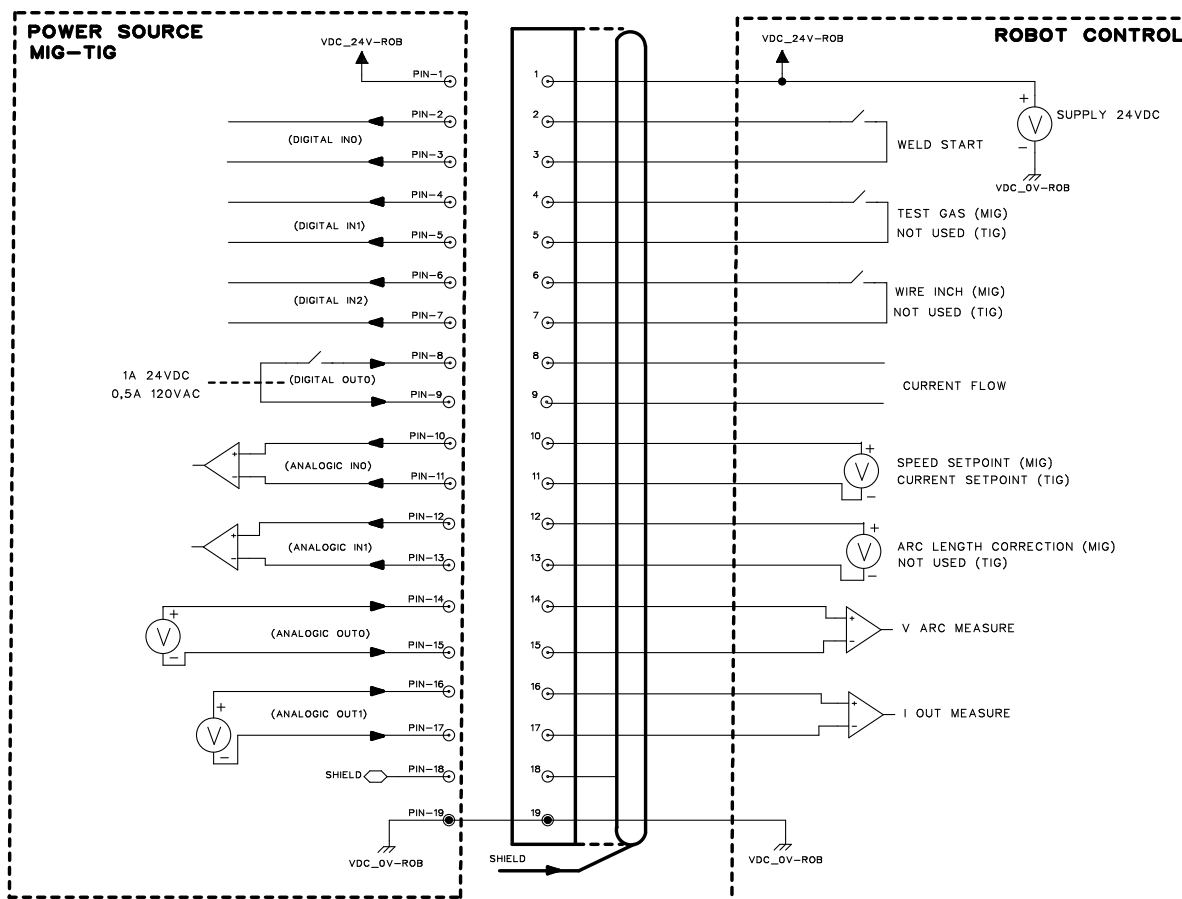 POWER SOURCE
MIG-TIG
VDC_24V-ROB
PIN-1
PIN-2
(DIGITAL IN0)
PIN-3
PIN-4
(DIGITAL IN1)
PIN-5
PIN-6
(DIGITAL IN2)
PIN-7
PIN-8
1A 24VDC
0,5A 120VAC
(DIGITAL OUT0)
PIN-9
PIN-10
+
(ANALOGIC IN0)
-
PIN-11
PIN-12
+
(ANALOGIC IN1)
-
PIN-13
PIN-14
+
V
(ANALOGIC OUT0)
-
PIN-15
PIN-16
+
V
(ANALOGIC OUT1)
-
PIN-17
SHIELD
PIN-18
PIN-19
VDC_0V-ROB
1
2
3
4
5
6
7
8
9
10
11
12
13
14
15
16
17
18
19
SHIELD
ROBOT CONTROL
VDC_24V-ROB
+
V
-
SUPPLY 24VDC
VDC_0V-ROB
WELD START
TEST GAS (MIG)
NOT USED (TIG)
WIRE INCH (MIG)
NOT USED (TIG)
CURRENT FLOW
+
V
-
SPEED SETPOINT (MIG)
CURRENT SETPOINT (TIG)
+
V
-
ARC LENGTH CORRECTION (MIG)
NOT USED (TIG)
+
-
V ARC MEASURE
+
-
I OUT MEASURE
VDC_0V-ROB